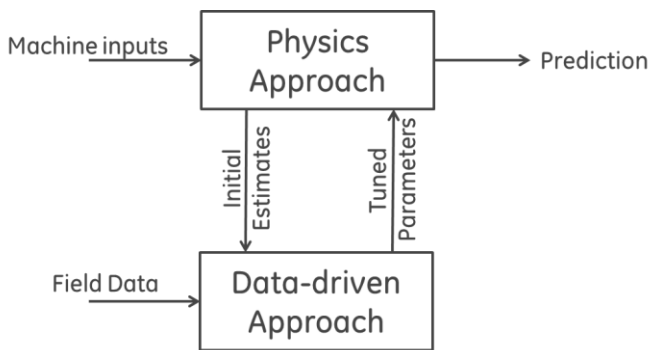 Physics
Approach
Machine inputs
Prediction
Initial
Estimates
Tuned
Parameters
Field Data
Data-driven
Approach